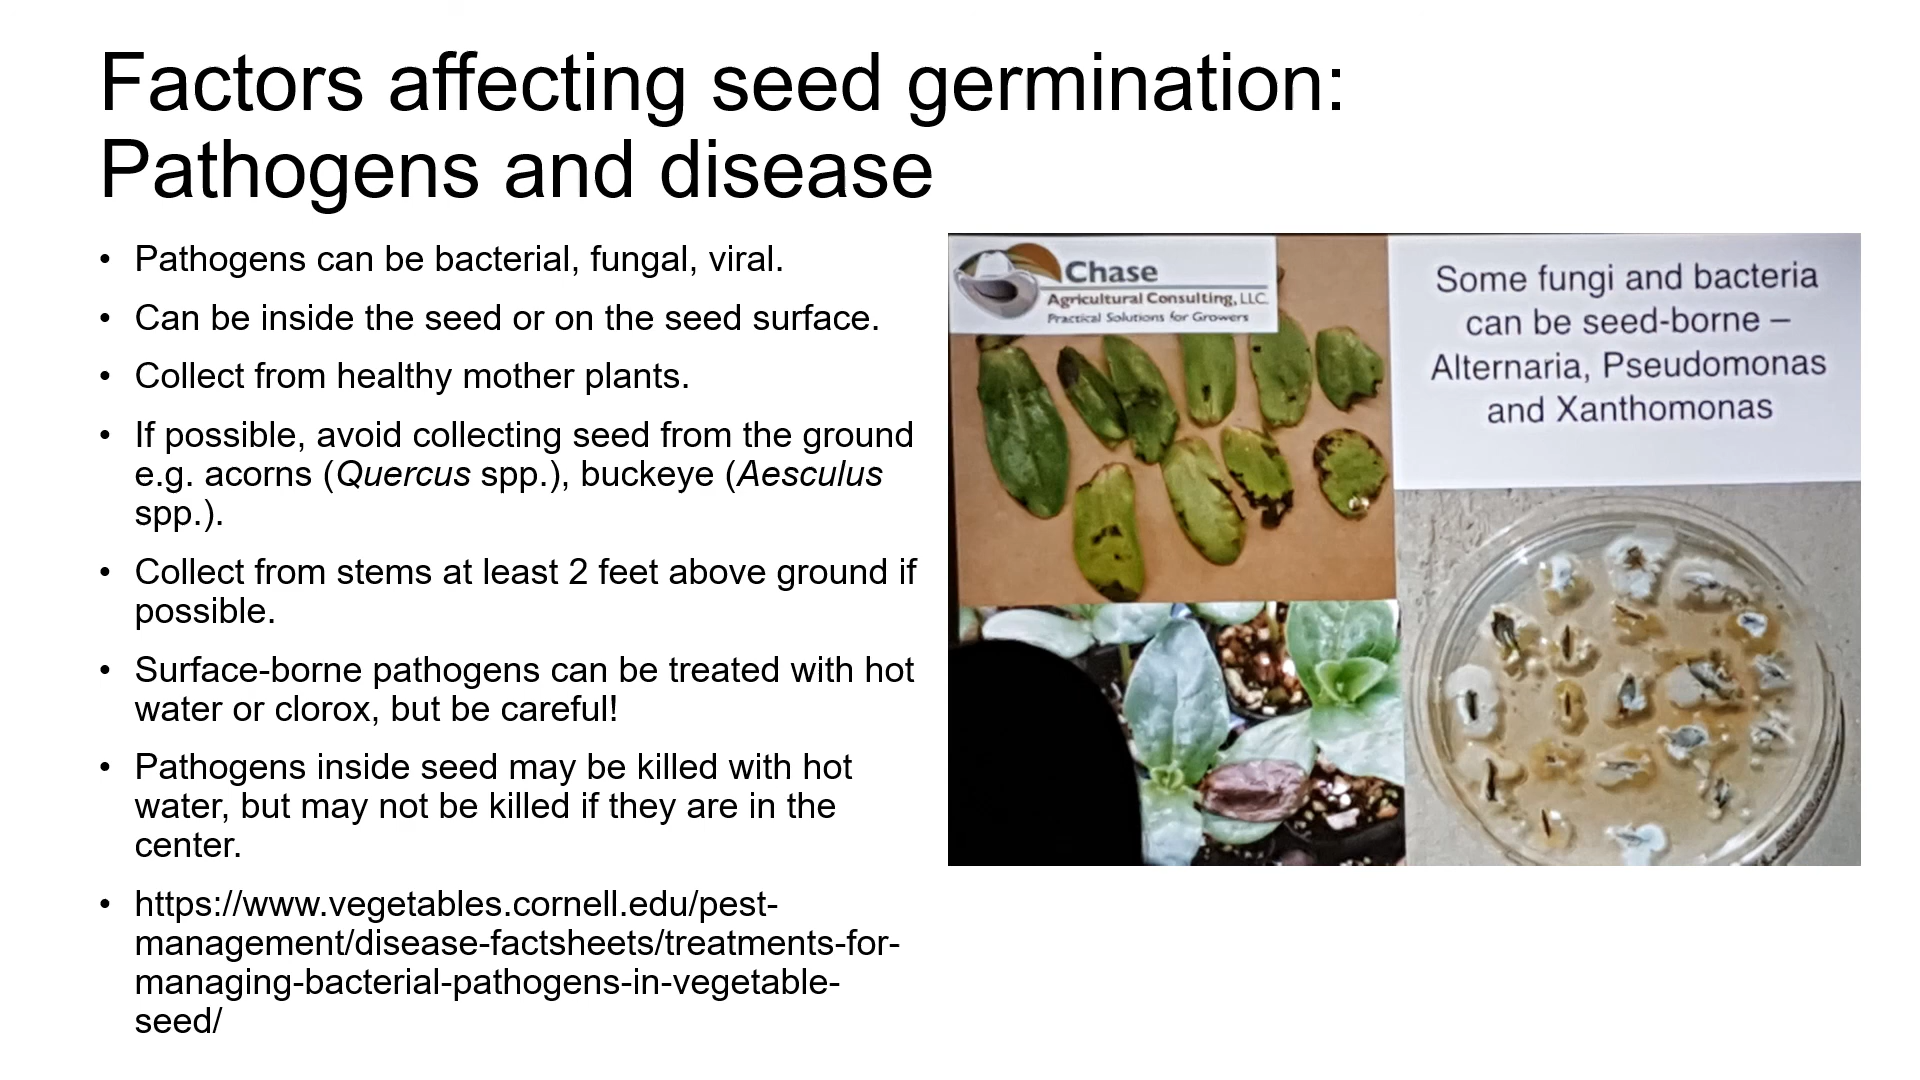 Factors affecting seed germination:
Pathogens and disease
• Pathogens can be bacterial, fungal, viral.
• Can be inside the seed or on the seed surface.
• Collect from healthy mother plants.
• If possible, avoid collecting seed from the ground
e.g. acorns (Quercus spp.), buckeye (Aesculus
spp.).
• Collect from stems at least 2 feet above ground if
possible.
• Surface-borne pathogens can be treated with hot
water or clorox, but be careful!
• Pathogens inside seed may be killed with hot
water, but may not be killed if they are in the
center.
• https://www.vegetables.cornell.edu/pest-
management/disease-factsheets/treatments-for-
managing-bacterial-pathogens-in-vegetable-
seed/
Chase
Agricultural Consulting, LLC.
Practical Solutions for Growers
Some fungi and bacteria
can be seed-borne –
Alternaria, Pseudomonas
and Xanthomonas